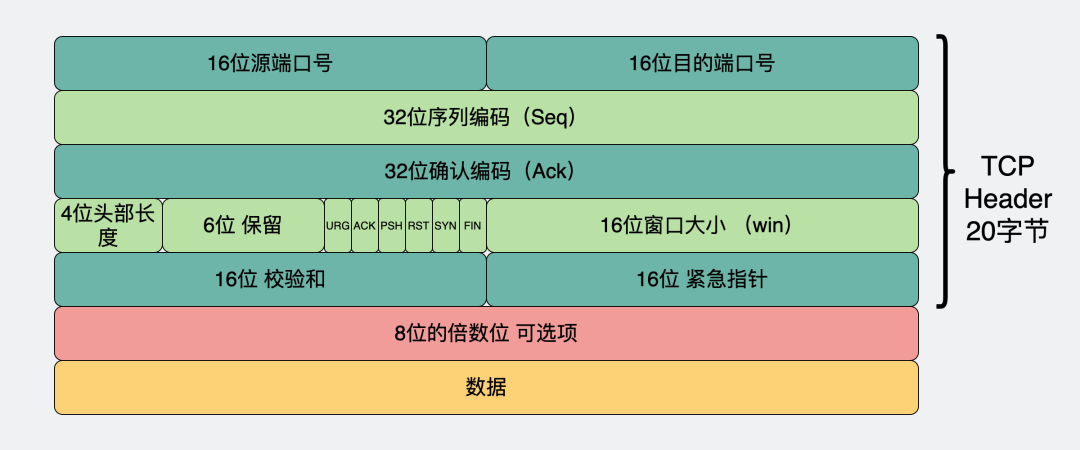 16位源端口号
16位目的端口号
32位序列编码（Seq）
32位确认编码（Ack）
4位头部长
度
6位 保留
URG
ACK
PSH
RST
SYN
FIN
16位窗口大小 （win）
16位 校验和
16位 紧急指针
8位的倍数位 可选项
数据
TCP
Header
20字节